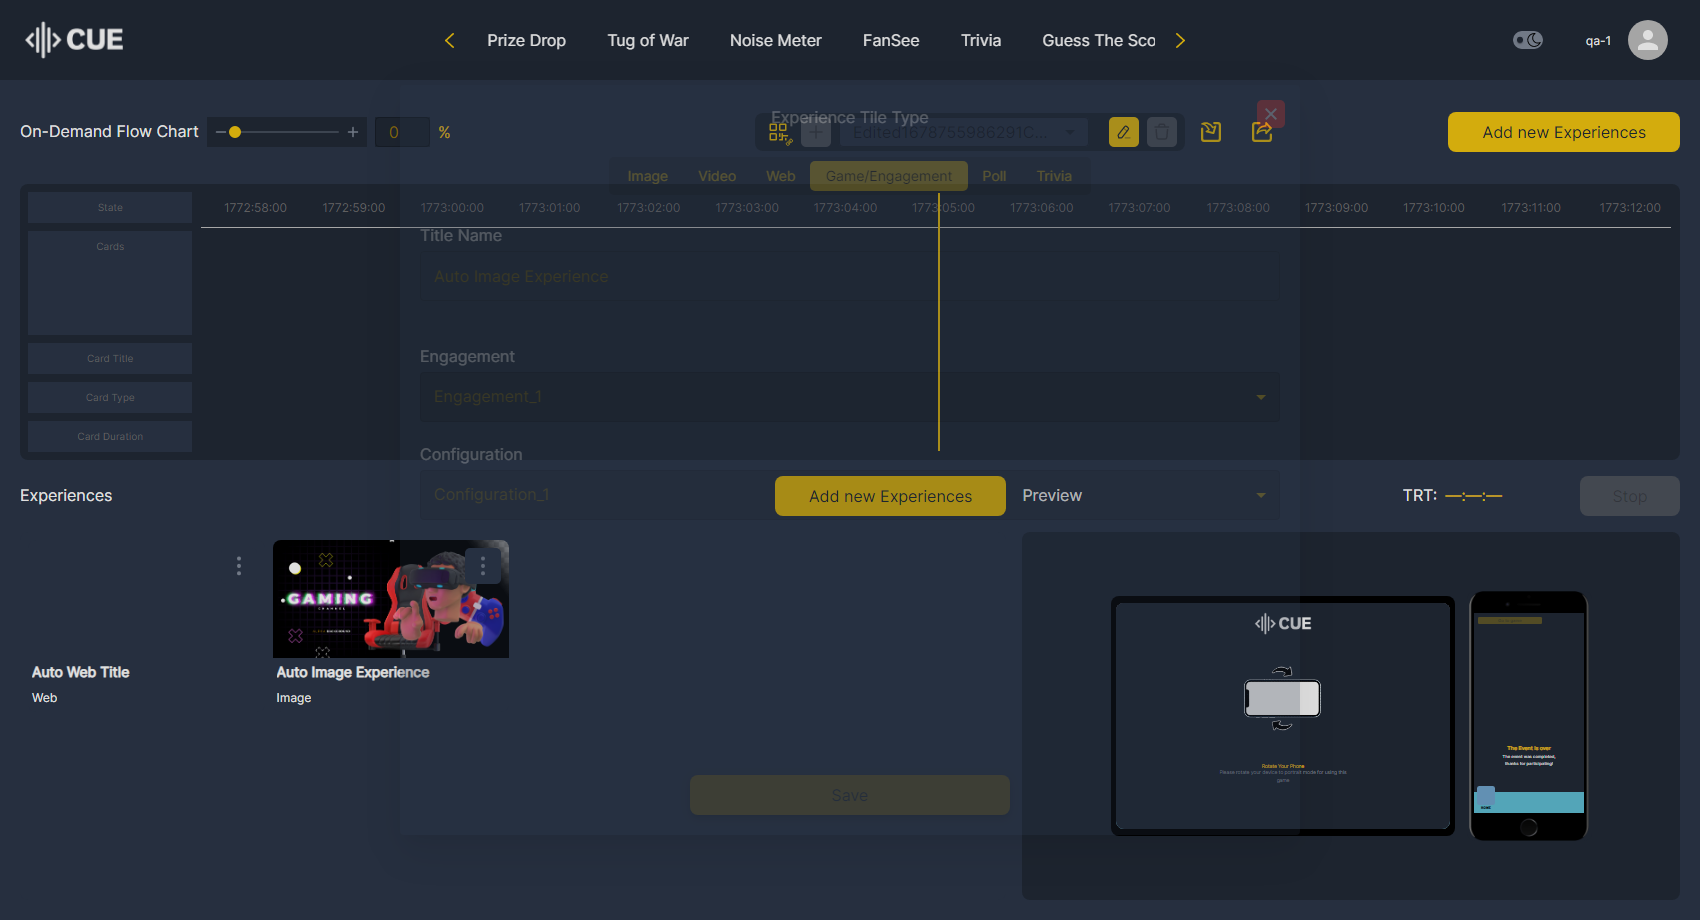 CUE
Prize Drop
Tug of War
Noise Meter
FanSee
Trivia
Guess The Sco
qa-1
On-Demand Flow Chart
0
%
Experience Tile Type
Edited1678755986291C...
Add new Experiences
Image
Video
Web
Game/Engagement
Poll
Trivia
State
1772:58:00
1772:59:00
1773:00:00
1773:01:00
1773:02:00
1773:03:00
1773:04:00
1773:05:00
1773:06:00
1773:07:00
1773:08:00
1773:09:00
1773:10:00
1773:11:00
1773:12:00
Title Name
Cards
Auto Image Experience
Engagement
Card Title
Engagement_1
Card Type
Card Duration
Configuration
Configuration_1
Experiences
Add new Experiences
Preview
TRT: —:—:—
Stop
GAMING
Auto Web Title
Web
Auto Image Experience
Image
CUE
Rotate Your Phone
Please rotate your device to portrait mode for using this
game
The Event is over
The event was completed,
thanks for participating!
HOME
Save